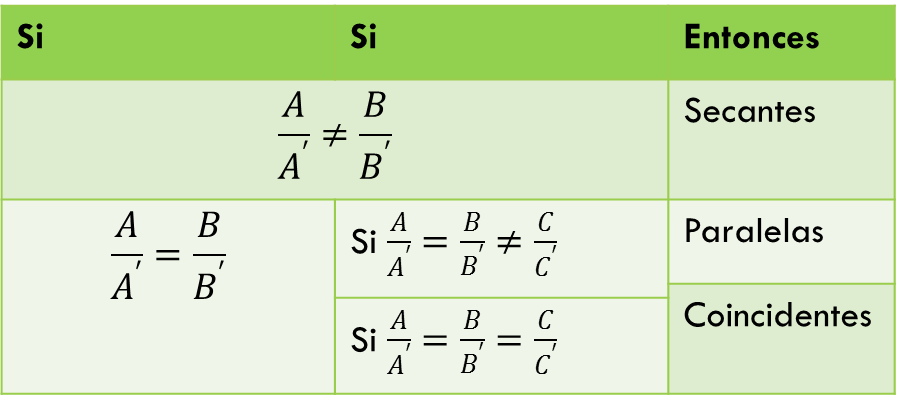 Si Si Entonces
A/A′ ≠ B/B′ Secantes
A/A′ = B/B′ Si A/A′ = B/B′ ≠ C/C′ Paralelas
Si A/A′ = B/B′ = C/C′ Coincidentes